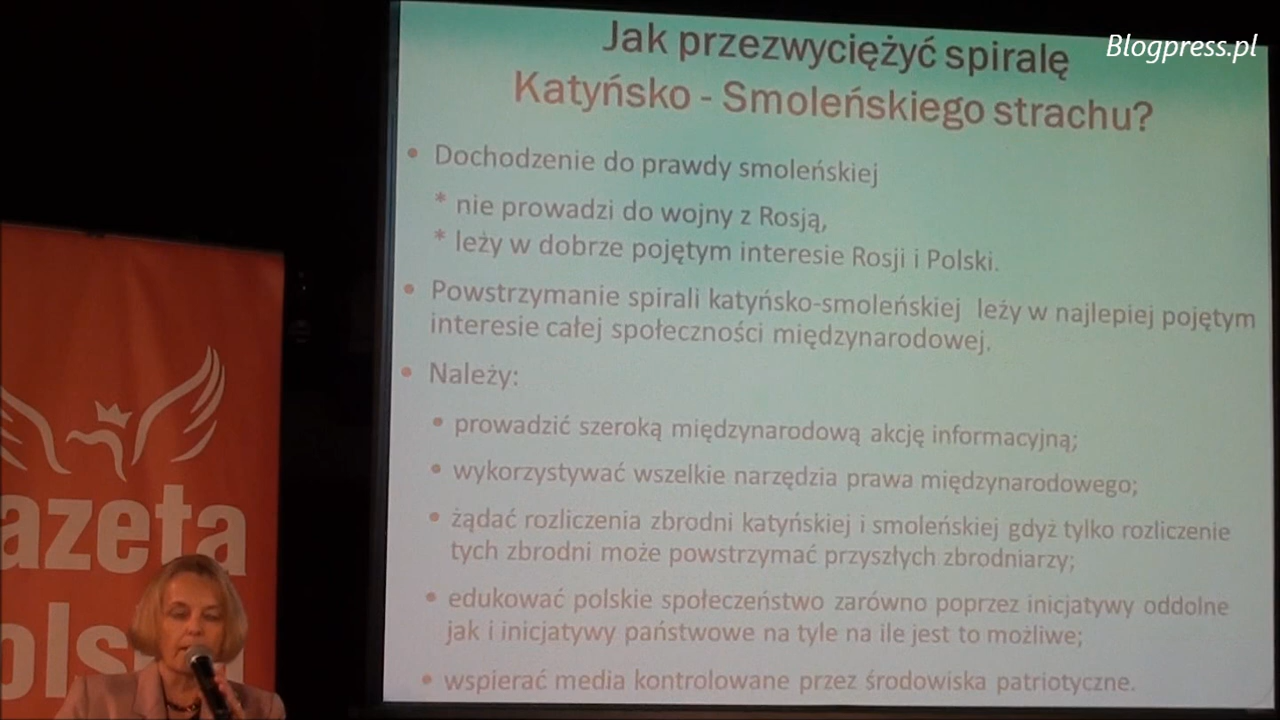 Blogpress.pl
Jak przezwyciężyć spiralę
Katyńsko - Smoleńskiego strachu?
• Dochodzenie do prawdy smoleńskiej
* nie prowadzi do wojny z Rosją,
* leży w dobrze pojętym interesie Rosji i Polski.
• Powstrzymanie spirali katyńsko-smoleńskiej leży w najlepiej pojętym
interesie całej społeczności międzynarodowej.
• Należy:
• prowadzić szeroką międzynarodową akcję informacyjną;
• wykorzystywać wszelkie narzędzia prawa międzynarodowego;
• żądać rozliczenia zbrodni katyńskiej i smoleńskiej gdyż tylko rozliczenie
tych zbrodni może powstrzymać przyszłych zbrodniarzy;
• edukować polskie społeczeństwo zarówno poprzez inicjatywy oddolne
jak i inicjatywy państwowe na tyle na ile jest to możliwe;
• wspierać media kontrolowane przez środowiska patriotyczne.
azeta